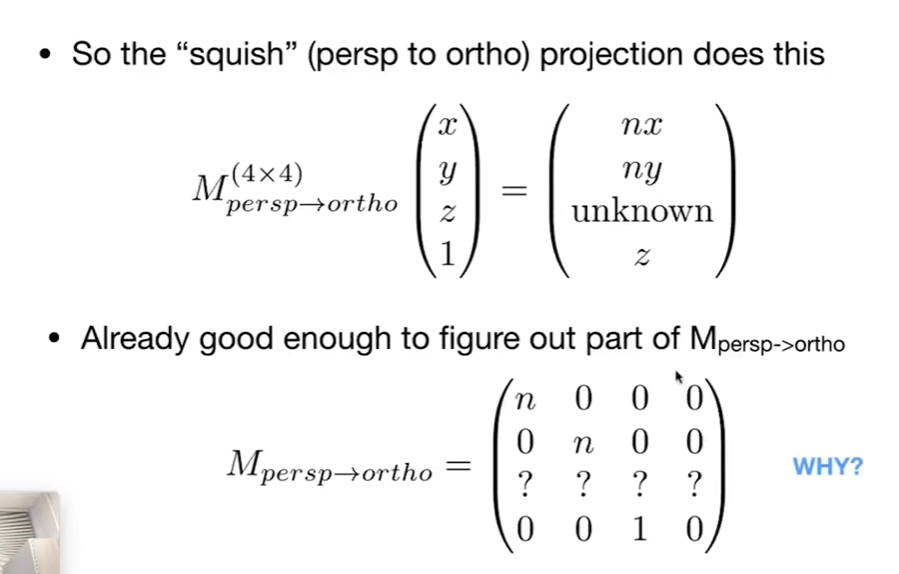 • So the “squish” (persp to ortho) projection does this
$M_{persp \to ortho}^{(4 \times 4)} \begin{pmatrix} x \\ y \\ z \\ 1 \end{pmatrix} = \begin{pmatrix} nx \\ ny \\ \text{unknown} \\ z \end{pmatrix}$
• Already good enough to figure out part of M_{persp->ortho}
$M_{persp \to ortho} = \begin{pmatrix} n & 0 & 0 & 0 \\ 0 & n & 0 & 0 \\ ? & ? & ? & ? \\ 0 & 0 & 1 & 0 \end{pmatrix}$ WHY?